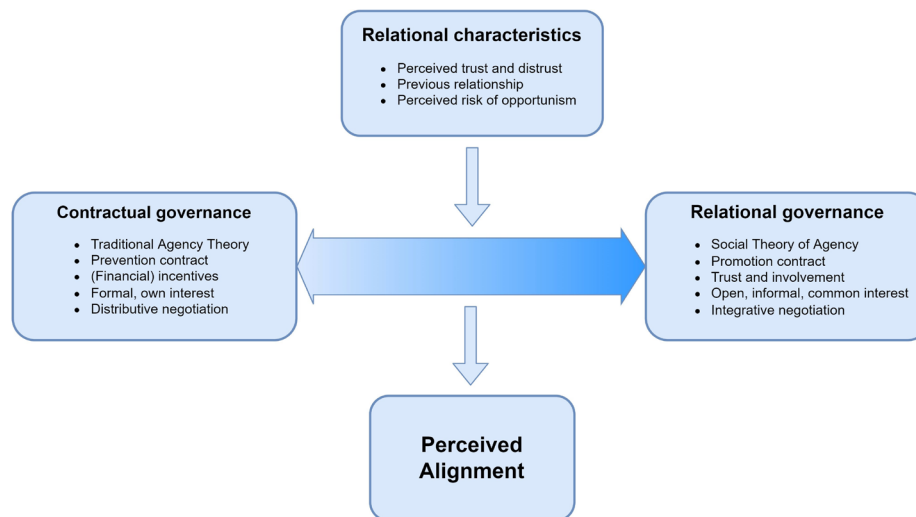 Relational characteristics
• Perceived trust and distrust
• Previous relationship
• Perceived risk of opportunism
Contractual governance
• Traditional Agency Theory
• Prevention contract
• (Financial) incentives
• Formal, own interest
• Distributive negotiation
Relational governance
• Social Theory of Agency
• Promotion contract
• Trust and involvement
• Open, informal, common interest
• Integrative negotiation
Perceived
Alignment